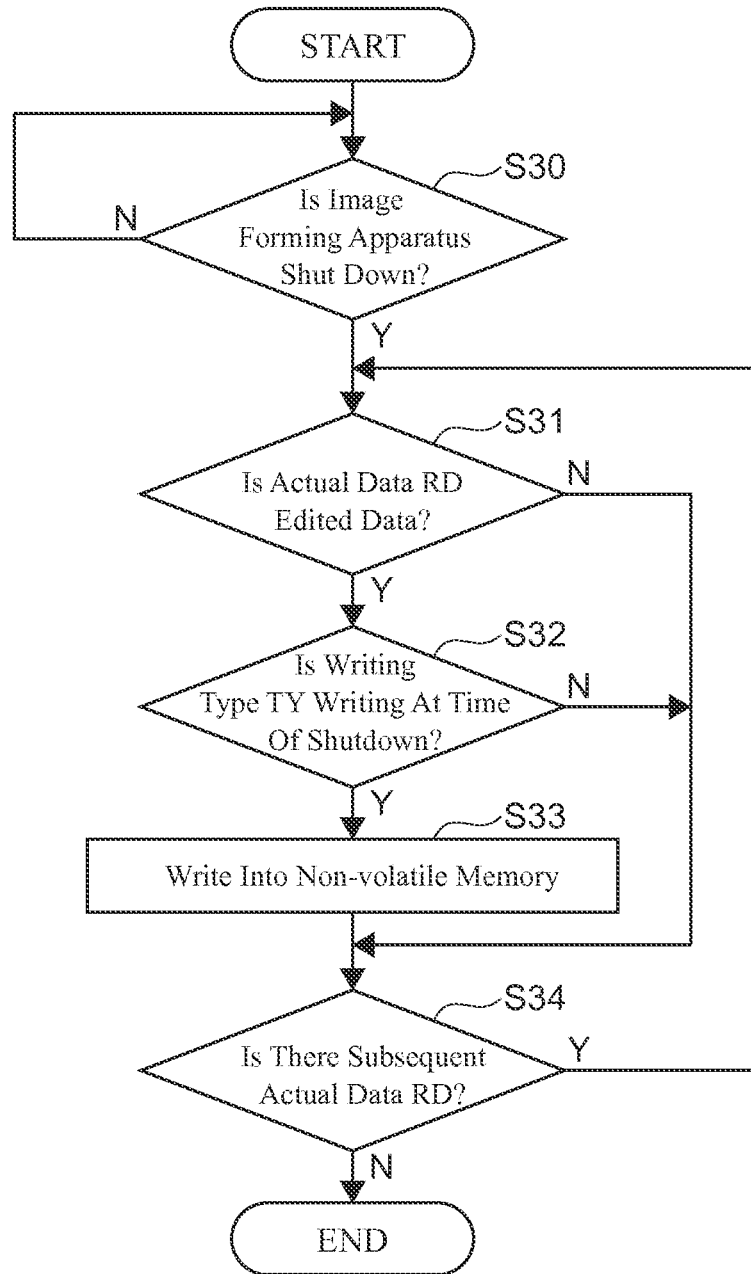 START
S30
Is Image
Forming Apparatus
Shut Down?
N
Y
S31
Is Actual Data RD
Edited Data?
N
Y
S32
Is Writing
Type TY Writing At Time
Of Shutdown?
N
Y
S33
Write Into Non-volatile Memory
S34
Is There Subsequent
Actual Data RD?
Y
N
END